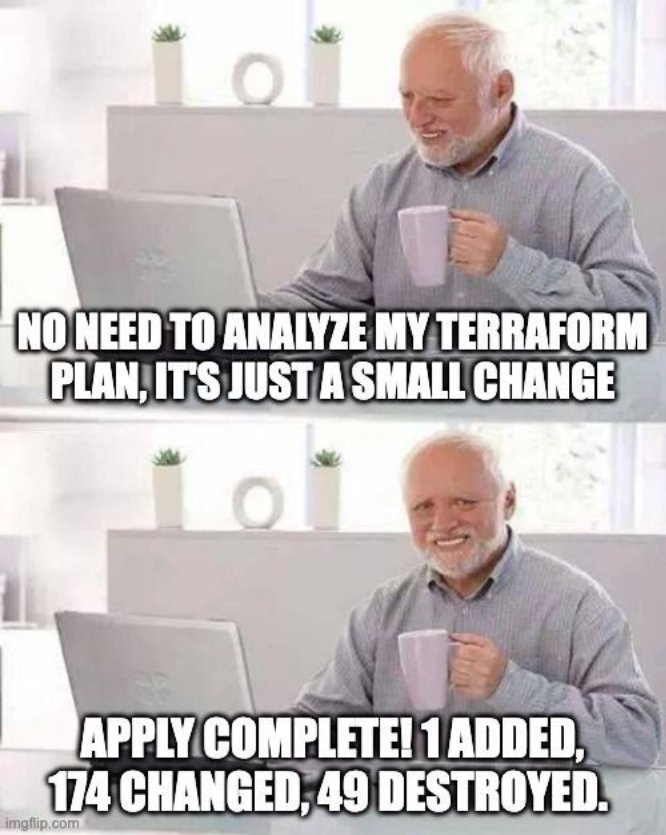 NO NEED TO ANALYZE MY TERRAFORM
PLAN, IT'S JUST A SMALL CHANGE
APPLY COMPLETE! 1 ADDED,
174 CHANGED, 49 DESTROYED.
imgflip.com